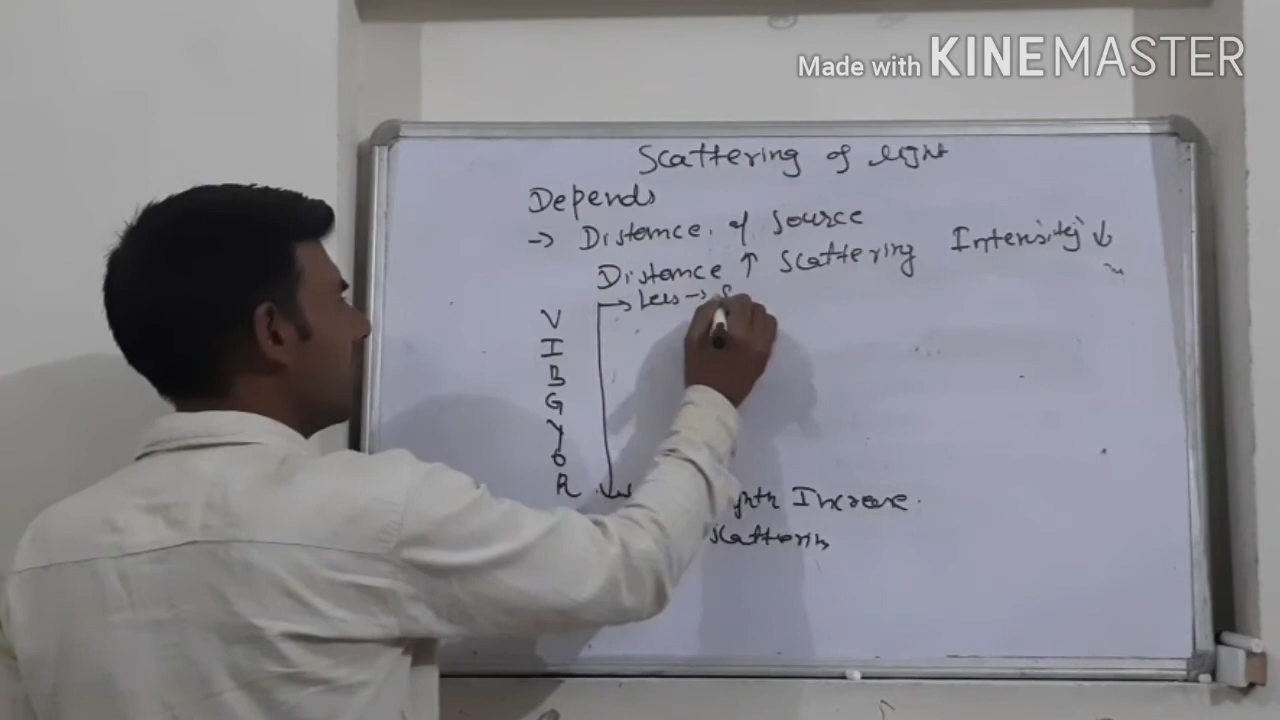 Made with KINEMASTER
Scattering of light
Depends
→ Distance of source
Distance ↑ scattering Intensity ↓
→ Less →
V
I
B
G
Y
O
R
Increase.
scattering